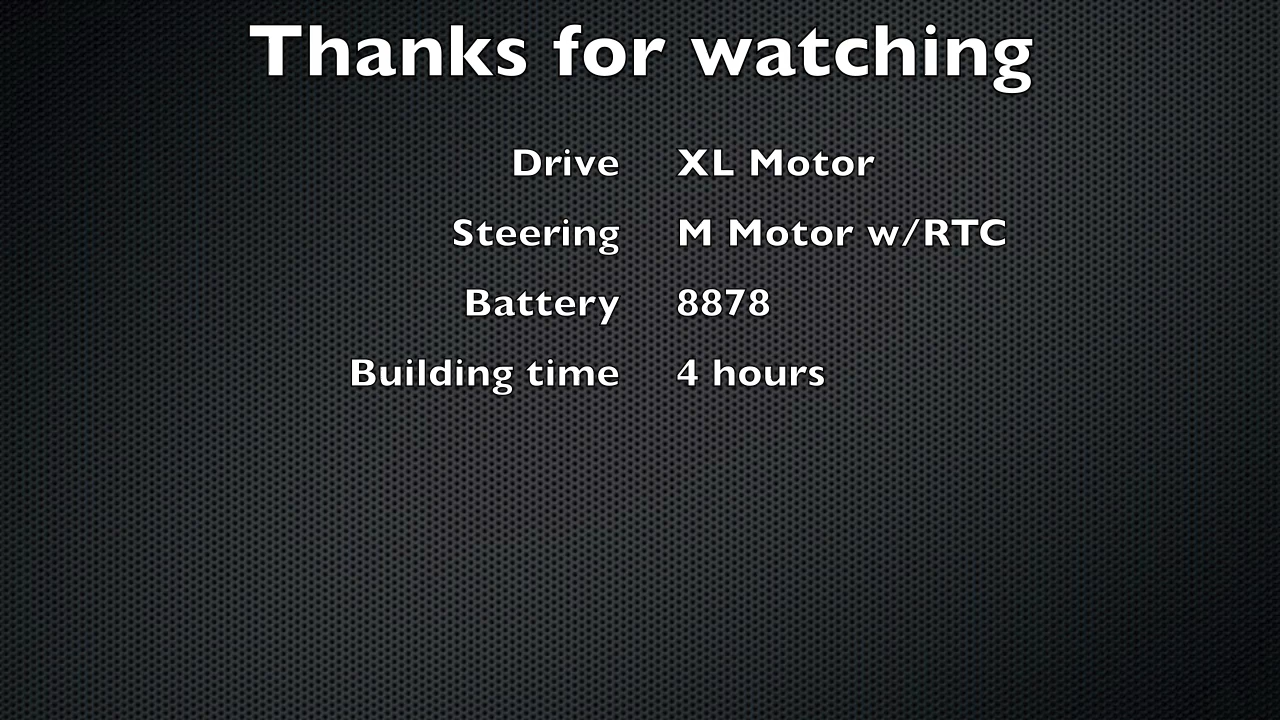 Thanks for watching
Drive XL Motor
Steering M Motor w/RTC
Battery 8878
Building time 4 hours